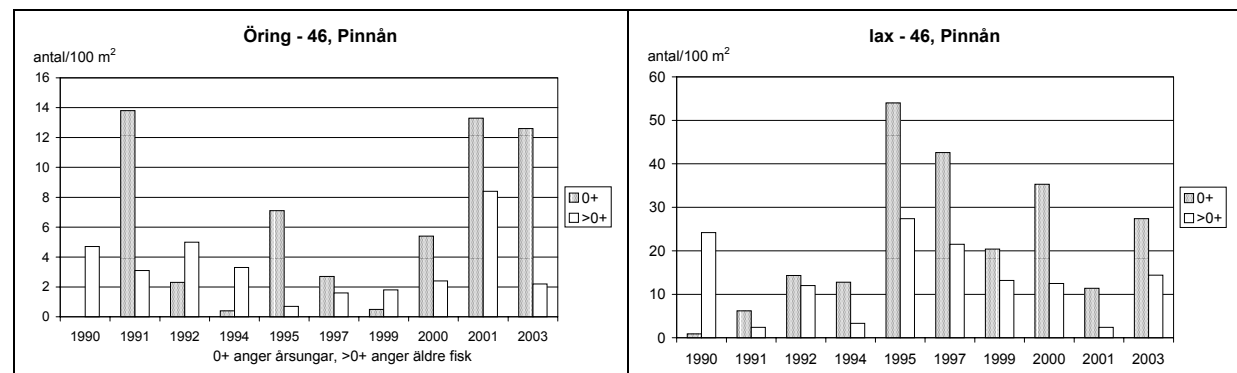 Öring - 46, Pinnån
antal/100 m²
16
14
12
10
8
6
4
2
0
1990 1991 1992 1994 1995 1997 1999 2000 2001 2003
0+ anger årsungar, >0+ anger äldre fisk
0+
>0+
lax - 46, Pinnån
antal/100 m²
60
50
40
30
20
10
0
1990 1991 1992 1994 1995 1997 1999 2000 2001 2003
0+
>0+